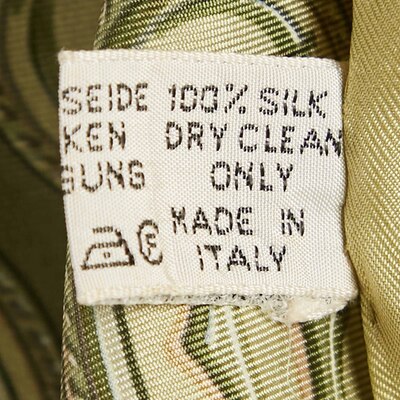 SEIDE 100% SILK
KEN DRY CLEAN
GUNG ONLY
MADE IN
ITALY